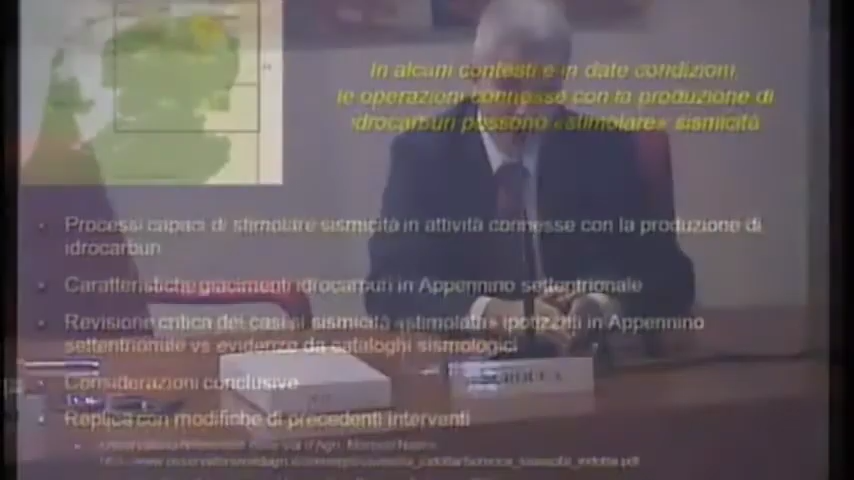 In alcuni contesti e in date condizioni,
le operazioni connesse con la produzione di
idrocarburi possono «stimolare» sismicità
Processi capaci di stimolare sismicità in attività connesse con la produzione di
idrocarburi
Caratteristiche giacimenti idrocarburi in Appennino settentrionale
Revisione critica dei casi di sismicità «stimolata» ipotizzati in Appennino
settentrionale vs evidenze da cataloghi sismologici
Considerazioni conclusive
Replica con modifiche di precedenti interventi